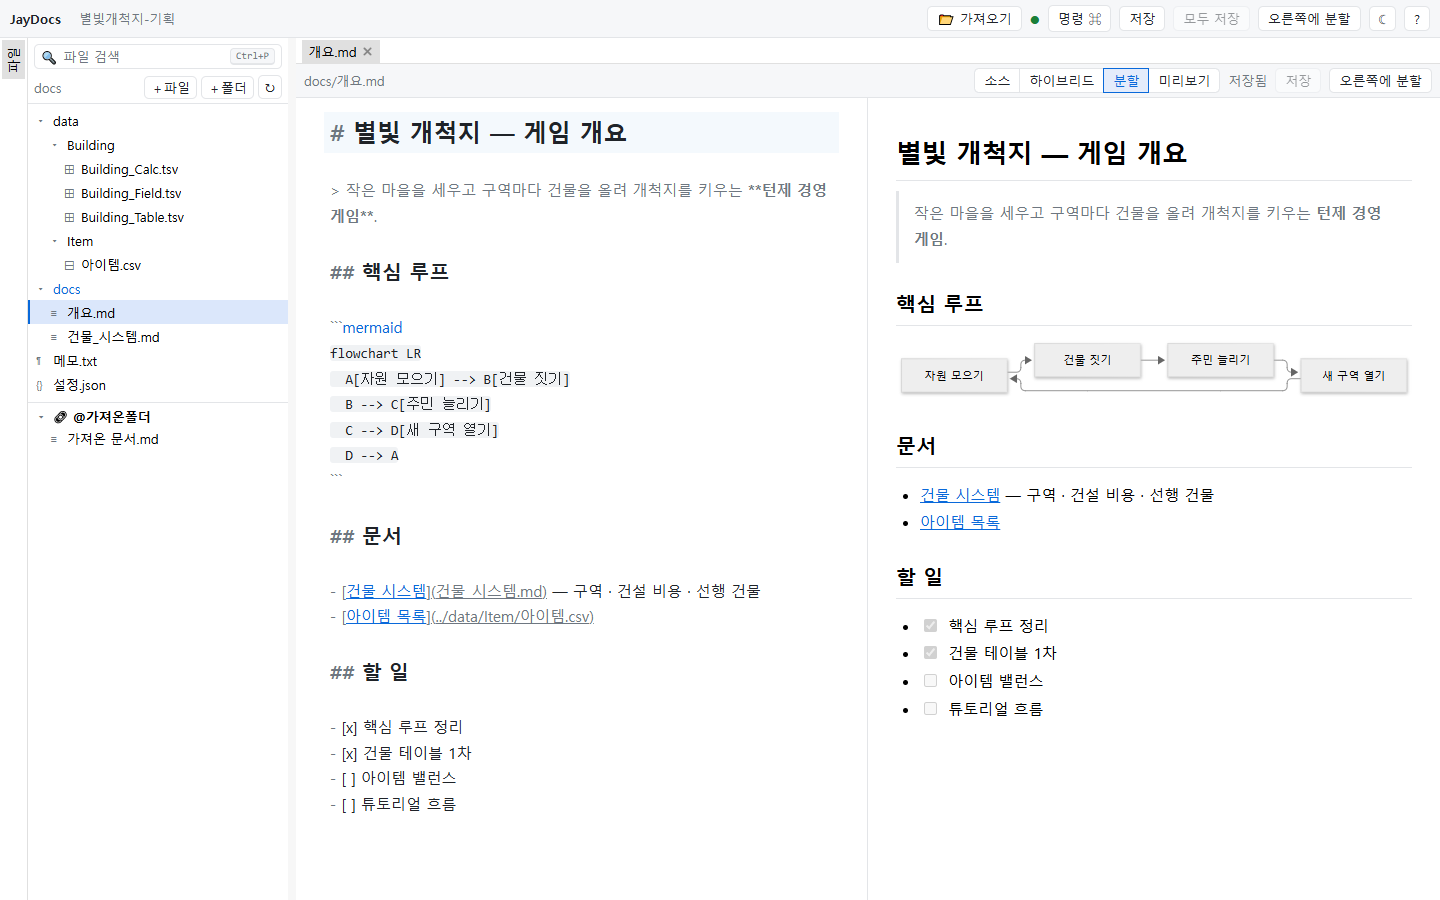 JayDocs 별빛개척지-기획 가져오기 명령 ⌘ 저장 모두 저장 오른쪽에 분할 ?
파일
파일 검색 Ctrl+P
docs +파일 +폴더
data
Building
Building_Calc.tsv
Building_Field.tsv
Building_Table.tsv
Item
아이템.csv
docs
개요.md
건물_시스템.md
메모.txt
{} 설정.json
@가져온폴더
가져온 문서.md
개요.md
docs/개요.md 소스 하이브리드 분할 미리보기 저장됨 저장 오른쪽에 분할
# 별빛 개척지 — 게임 개요
> 작은 마을을 세우고 구역마다 건물을 올려 개척지를 키우는 **턴제 경영
게임**.
## 핵심 루프
```mermaid
flowchart LR
A[자원 모으기] --> B[건물 짓기]
B --> C[주민 늘리기]
C --> D[새 구역 열기]
D --> A
```
## 문서
- [건물 시스템](건물_시스템.md) — 구역 · 건설 비용 · 선행 건물
- [아이템 목록](../data/Item/아이템.csv)
## 할 일
- [x] 핵심 루프 정리
- [x] 건물 테이블 1차
- [ ] 아이템 밸런스
- [ ] 튜토리얼 흐름
별빛 개척지 — 게임 개요
작은 마을을 세우고 구역마다 건물을 올려 개척지를 키우는 턴제 경영
게임.
핵심 루프
자원 모으기 건물 짓기 주민 늘리기 새 구역 열기
문서
• 건물 시스템 — 구역 · 건설 비용 · 선행 건물
• 아이템 목록
할 일
• 핵심 루프 정리
• 건물 테이블 1차
• 아이템 밸런스
• 튜토리얼 흐름